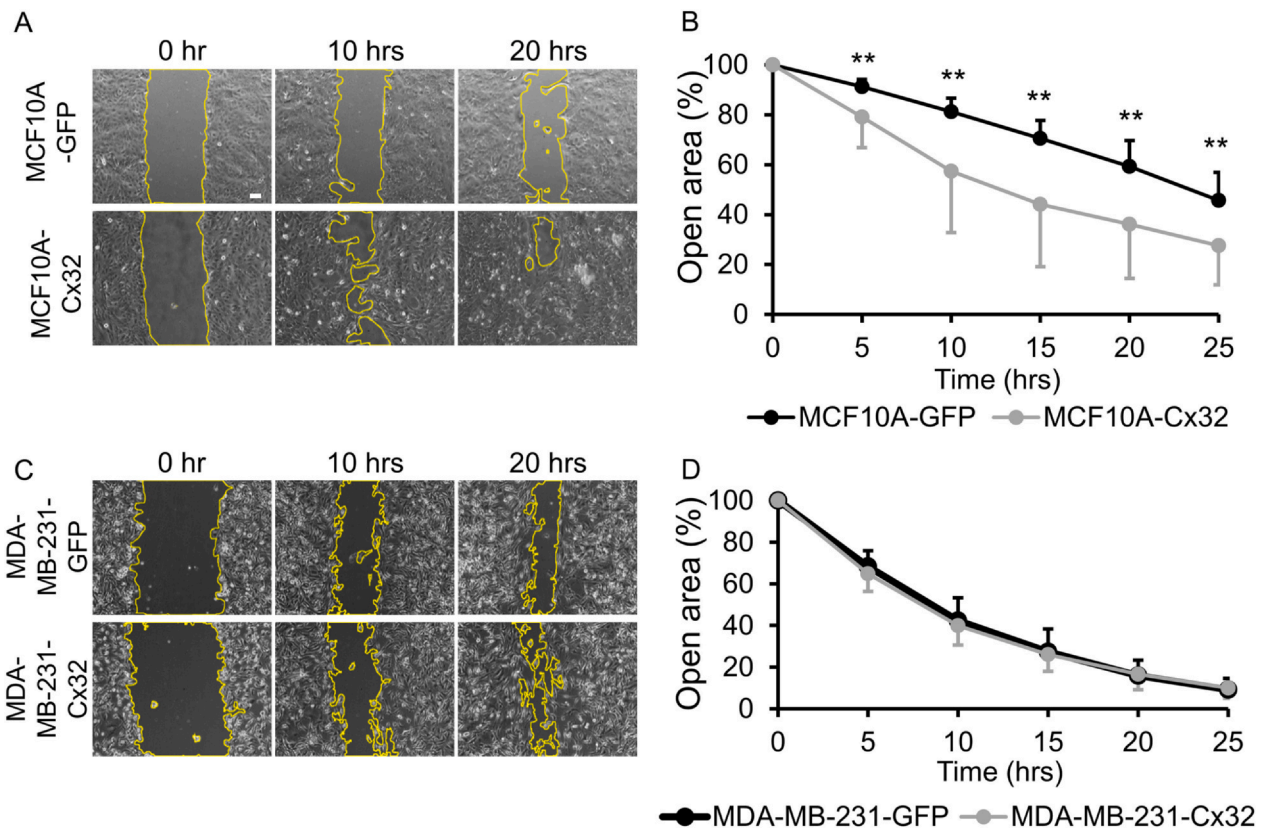 A
0 hr 10 hrs 20 hrs
MCF10A
-GFP
MCF10A-
Cx32
B
** ** ** ** **
Open area (%)
100
80
60
40
20
0
0 5 10 15 20 25
Time (hrs)
MCF10A-GFP MCF10A-Cx32
C
0 hr 10 hrs 20 hrs
MDA-
MB-231-
GFP
MDA-
MB-231-
Cx32
D
Open area (%)
100
80
60
40
20
0
0 5 10 15 20 25
Time (hrs)
MDA-MB-231-GFP MDA-MB-231-Cx32